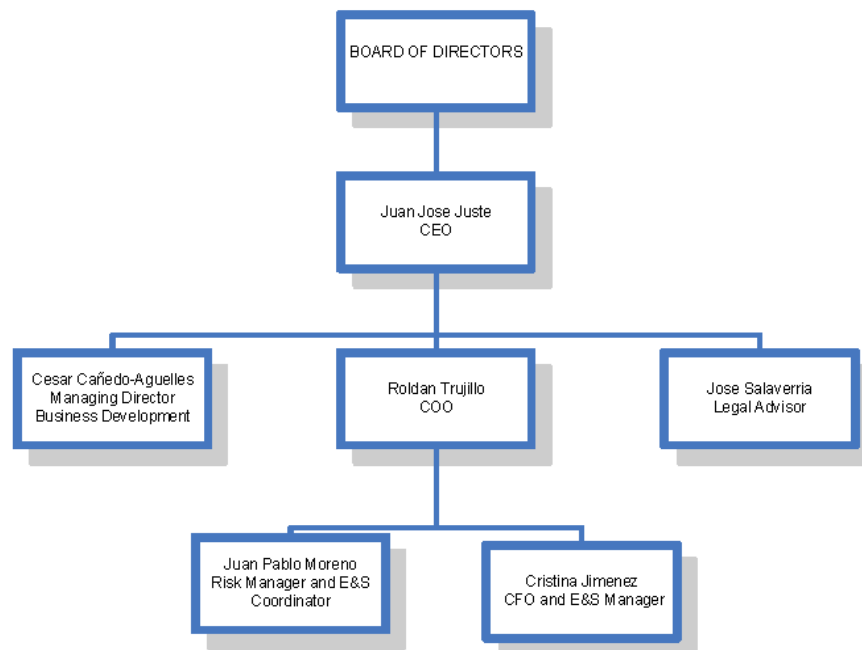 BOARD OF DIRECTORS
Juan Jose Juste
CEO
Cesar Cañedo-Aguelles
Managing Director
Business Development
Roldan Trujillo
COO
Jose Salaverria
Legal Advisor
Juan Pablo Moreno
Risk Manager and E&S
Coordinator
Cristina Jimenez
CFO and E&S Manager